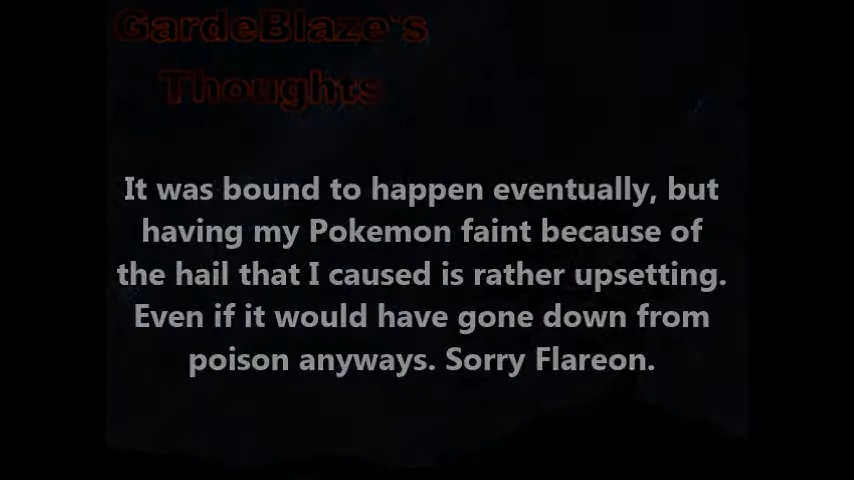 GardeBlaze's
Thoughts
It was bound to happen eventually, but
having my Pokemon faint because of
the hail that I caused is rather upsetting.
Even if it would have gone down from
poison anyways. Sorry Flareon.